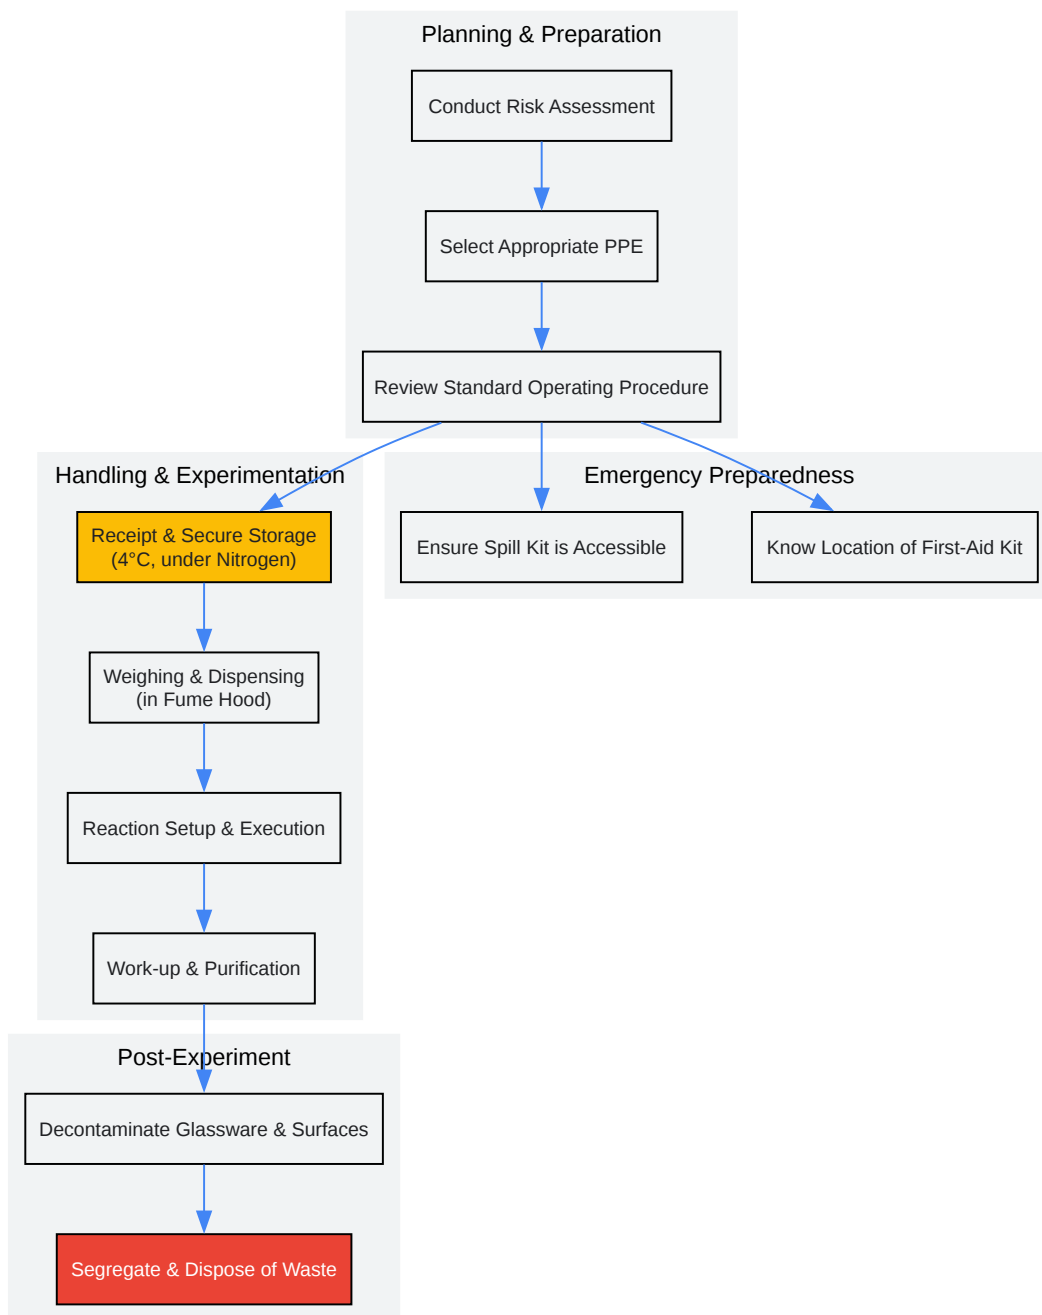 Planning & Preparation
Conduct Risk Assessment
Select Appropriate PPE
Review Standard Operating Procedure
Handling & Experimentation
Receipt & Secure Storage
(4°C, under Nitrogen)
Weighing & Dispensing
(in Fume Hood)
Reaction Setup & Execution
Work-up & Purification
Emergency Preparedness
Ensure Spill Kit is Accessible
Know Location of First-Aid Kit
Post-Experiment
Decontaminate Glassware & Surfaces
Segregate & Dispose of Waste